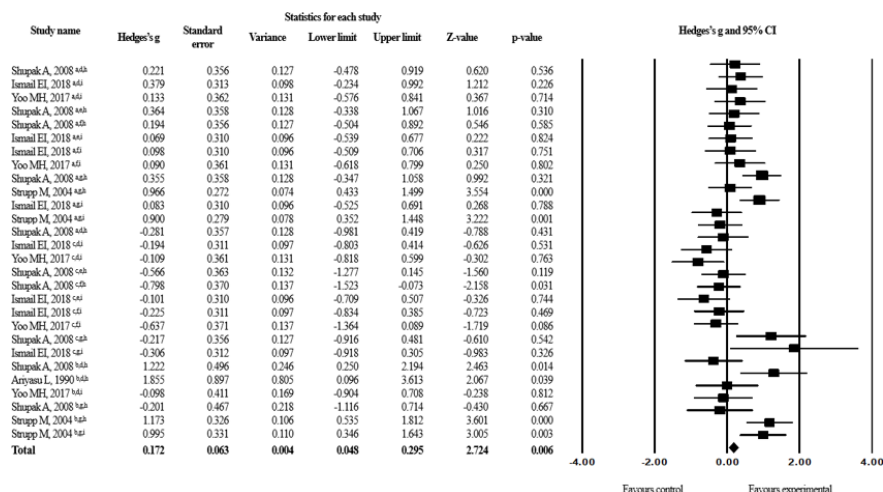 Statistics for each study
Study name Hedges's g Standard error Variance Lower limit Upper limit Z-value p-value Hedges's g and 95% CI
Shupak A, 2008 a,d,h 0.221 0.356 0.127 -0.478 0.919 0.620 0.536
Ismail EI, 2018 a,d,i 0.379 0.313 0.098 -0.234 0.992 1.212 0.226
Yoo MH, 2017 a,d,i 0.133 0.362 0.131 -0.576 0.841 0.367 0.714
Shupak A, 2008 a,e,h 0.364 0.358 0.128 -0.338 1.067 1.016 0.310
Shupak A, 2008 a,f,h 0.194 0.356 0.127 -0.504 0.892 0.546 0.585
Ismail EI, 2018 a,e,i 0.069 0.310 0.096 -0.539 0.677 0.222 0.824
Ismail EI, 2018 a,f,i 0.098 0.310 0.096 -0.509 0.706 0.317 0.751
Yoo MH, 2017 a,f,i 0.090 0.361 0.131 -0.618 0.799 0.250 0.802
Shupak A, 2008 a,g,h 0.355 0.358 0.128 -0.347 1.058 0.992 0.321
Strupp M, 2004 a,g,h 0.966 0.272 0.074 0.433 1.499 3.554 0.000
Ismail EI, 2018 a,g,i 0.083 0.310 0.096 -0.525 0.691 0.268 0.788
Strupp M, 2004 a,g,i 0.900 0.279 0.078 0.352 1.448 3.222 0.001
Shupak A, 2008 a,d,h -0.281 0.357 0.128 -0.981 0.419 -0.788 0.431
Ismail EI, 2018 c,d,i -0.194 0.311 0.097 -0.803 0.414 -0.626 0.531
Yoo MH, 2017 c,d,i -0.109 0.361 0.131 -0.818 0.599 -0.302 0.763
Shupak A, 2008 c,e,h -0.566 0.363 0.132 -1.277 0.145 -1.560 0.119
Shupak A, 2008 c,f,h -0.798 0.370 0.137 -1.523 -0.073 -2.158 0.031
Ismail EI, 2018 c,e,i -0.101 0.310 0.096 -0.709 0.507 -0.326 0.744
Ismail EI, 2018 c,f,i -0.225 0.311 0.097 -0.834 0.385 -0.723 0.469
Yoo MH, 2017 c,f,i -0.637 0.371 0.137 -1.364 0.089 -1.719 0.086
Shupak A, 2008 c,g,h -0.217 0.356 0.127 -0.916 0.481 -0.610 0.542
Ismail EI, 2018 c,g,i -0.306 0.312 0.097 -0.918 0.305 -0.983 0.326
Shupak A, 2008 b,d,h 1.222 0.496 0.246 0.250 2.194 2.463 0.014
Ariyasu L, 1990 b,d,h 1.855 0.897 0.805 0.096 3.613 2.067 0.039
Yoo MH, 2017 b,d,i -0.098 0.411 0.169 -0.904 0.708 -0.238 0.812
Shupak A, 2008 b,g,h -0.201 0.467 0.218 -1.116 0.714 -0.430 0.667
Strupp M, 2004 b,g,h 1.173 0.326 0.106 0.535 1.812 3.601 0.000
Strupp M, 2004 b,g,i 0.995 0.331 0.110 0.346 1.643 3.005 0.003
Total 0.172 0.063 0.004 0.048 0.295 2.724 0.006
-4.00 -2.00 0.00 2.00 4.00
Favours control Favours experimental